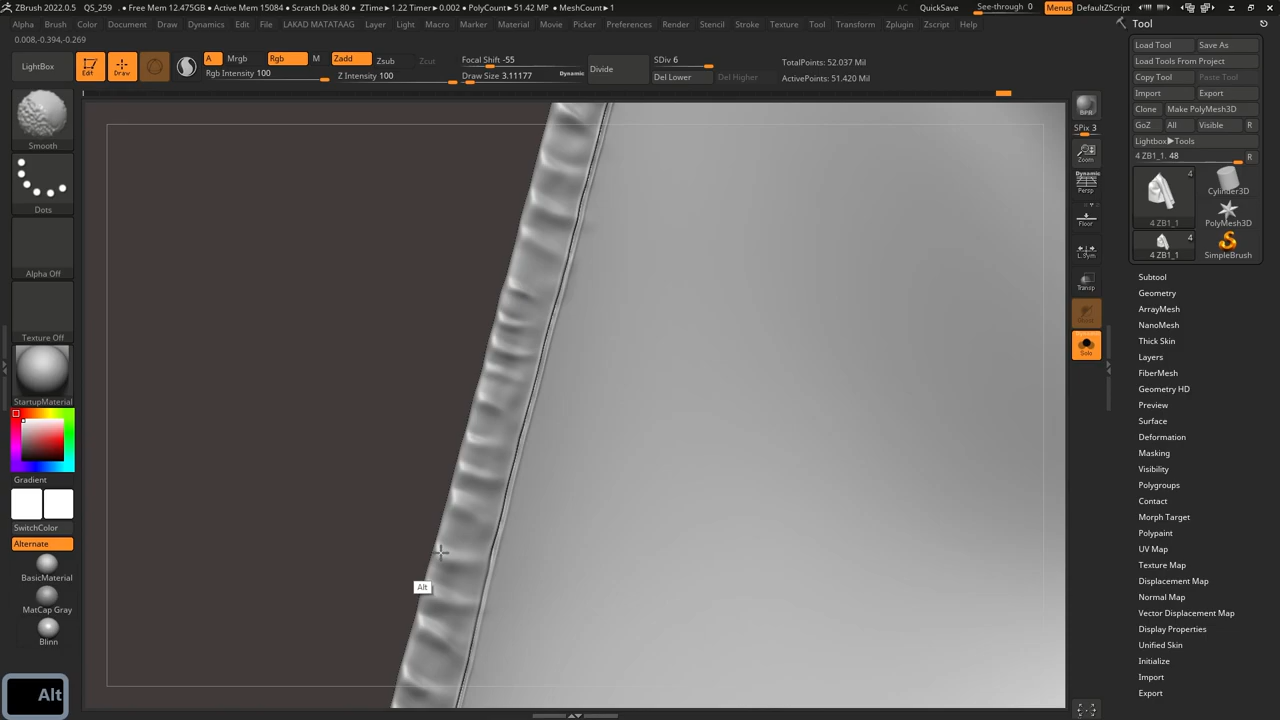 ZBrush 2022.0.5 QS_259 • Free Mem 12.475GB • Active Mem 15084 • Scratch Disk 80 • ZTime▸1.22 Timer▸0.002 • PolyCount▸51.42 MP • MeshCount▸1 AC QuickSave See-through 0 Menus DefaultZScript
Alpha Brush Color Document Draw Dynamics Edit File LAKAD MATATAAG Layer Light Macro Marker Material Movie Picker Preferences Render Stencil Stroke Texture Tool Transform Zplugin Zscript Help
0.008,-0.394,-0.269
LightBox
Edit
Draw
A Mrgb Rgb M Zadd Zsub Zcut
Rgb Intensity 100 Z Intensity 100
Focal Shift -55
Draw Size 3.11177 Dynamic
Divide
SDiv 6
Del Lower Del Higher
TotalPoints: 52.037 Mil
ActivePoints: 51.420 Mil
Smooth
Dots
Alpha Off
Texture Off
StartupMaterial
Gradient
SwitchColor
Alternate
BasicMaterial
MatCap Gray
Blinn
Alt
Alt
BPR
SPix 3
Zoom
Dynamic
Persp
Floor
L.Sym
Transp
Ghost
Solo
Tool
Load Tool Save As
Load Tools From Project
Copy Tool Paste Tool
Import Export
Clone Make PolyMesh3D
GoZ All Visible R
Lightbox▸Tools
4 ZB1_1. 48 R
4
4 ZB1_1
Cylinder3D
PolyMesh3D
4
4 ZB1_1
SimpleBrush
Subtool
Geometry
ArrayMesh
NanoMesh
Thick Skin
Layers
FiberMesh
Geometry HD
Preview
Surface
Deformation
Masking
Visibility
Polygroups
Contact
Morph Target
Polypaint
UV Map
Texture Map
Displacement Map
Normal Map
Vector Displacement Map
Display Properties
Unified Skin
Initialize
Import
Export